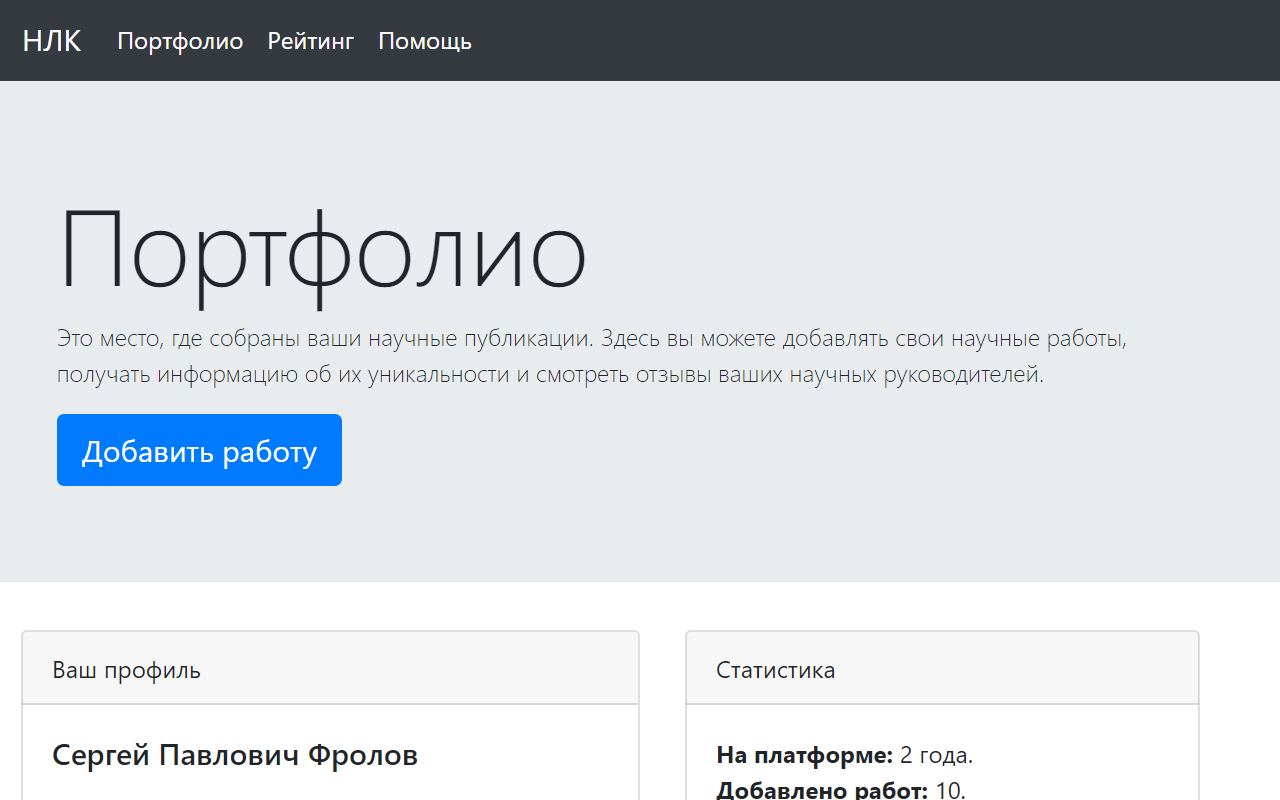 НЛК Портфолио Рейтинг Помощь
Портфолио
Это место, где собраны ваши научные публикации. Здесь вы можете добавлять свои научные работы,
получать информацию об их уникальности и смотреть отзывы ваших научных руководителей.
Добавить работу
Ваш профиль
Сергей Павлович Фролов
Статистика
На платформе: 2 года.
Добавлено работ: 10.